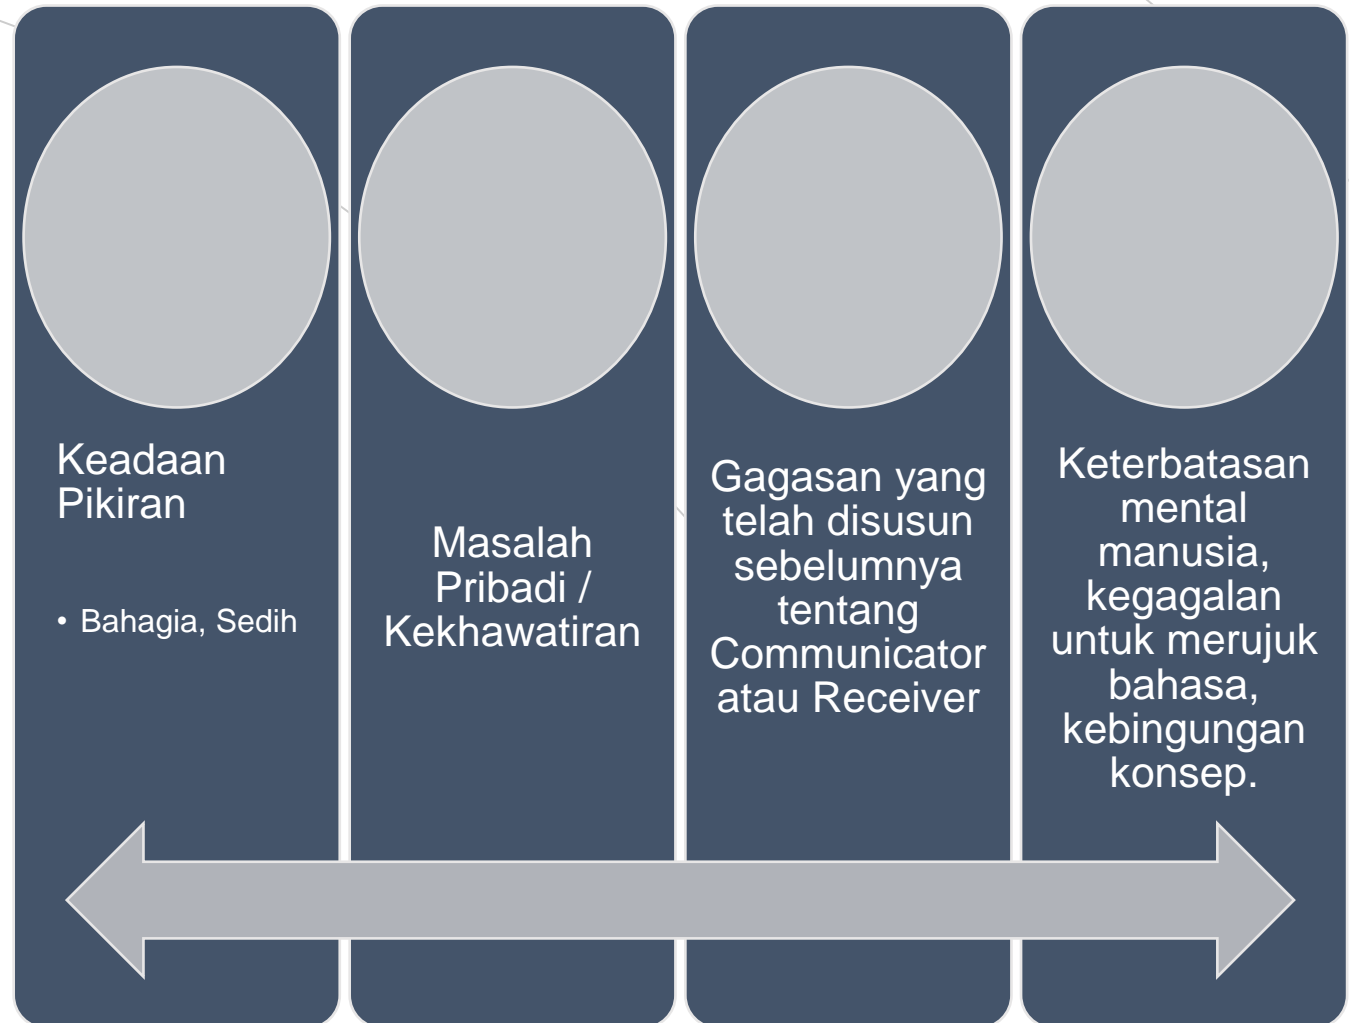 Keadaan
Pikiran
• Bahagia, Sedih
Masalah
Pribadi /
Kekhawatiran
Gagasan yang
telah disusun
sebelumnya
tentang
Communicator
atau Receiver
Keterbatasan
mental
manusia,
kegagalan
untuk merujuk
bahasa,
kebingungan
konsep.